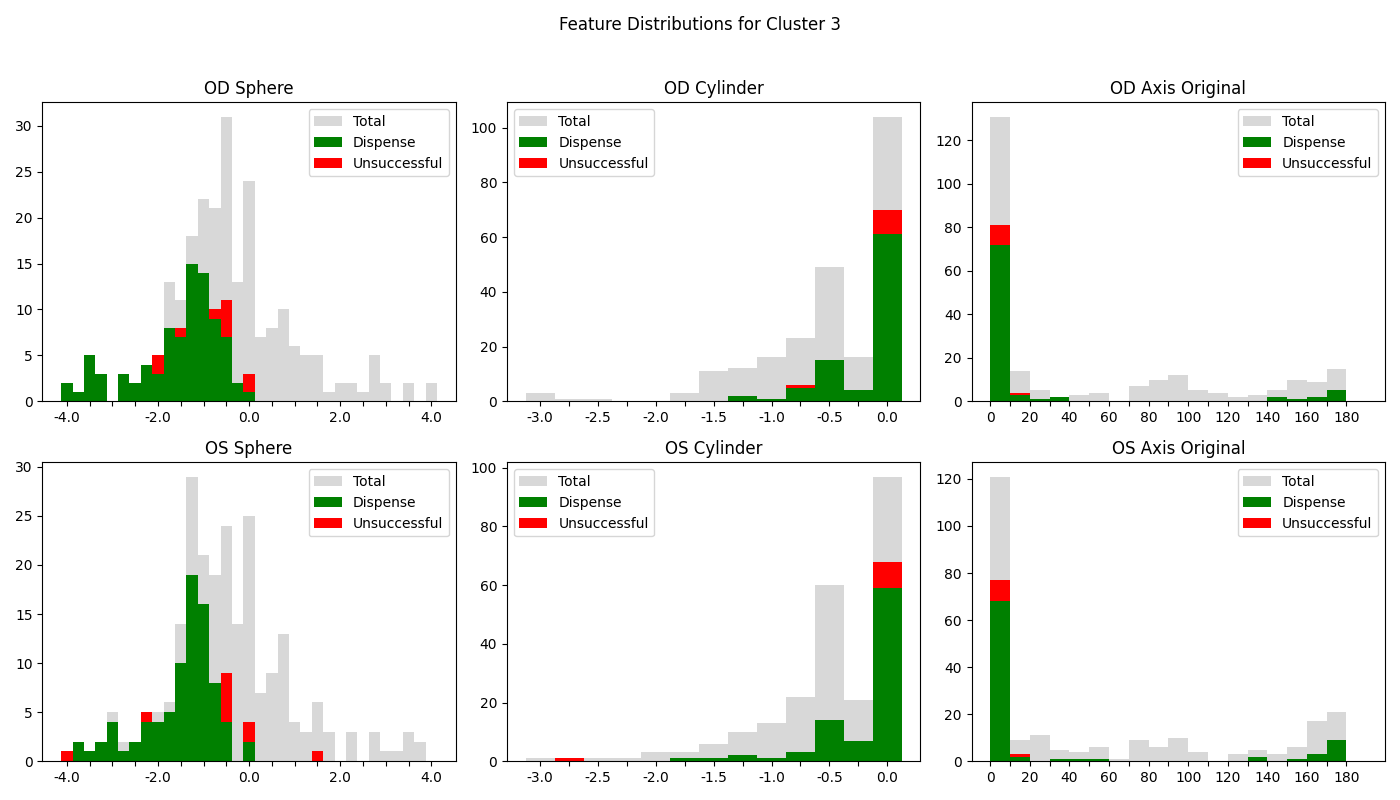 Feature Distributions for Cluster 3
OD Sphere
Total
Dispense
Unsuccessful
30
25
20
15
10
5
0
-4.0 -2.0 0.0 2.0 4.0
OD Cylinder
Total
Dispense
Unsuccessful
100
80
60
40
20
0
-3.0 -2.5 -1.5 -1.0 -0.5 0.0
OD Axis Original
Total
Dispense
Unsuccessful
120
100
80
60
40
20
0
0 20 40 60 80 100 120 140 160 180
OS Sphere
Total
Dispense
Unsuccessful
30
25
20
15
10
5
0
-4.0 -2.0 0.0 2.0 4.0
OS Cylinder
Total
Dispense
Unsuccessful
100
80
60
40
20
0
-3.0 -2.5 -1.5 -1.0 -0.5 0.0
OS Axis Original
Total
Dispense
Unsuccessful
120
100
80
60
40
20
0
0 20 40 60 80 100 120 140 160 180